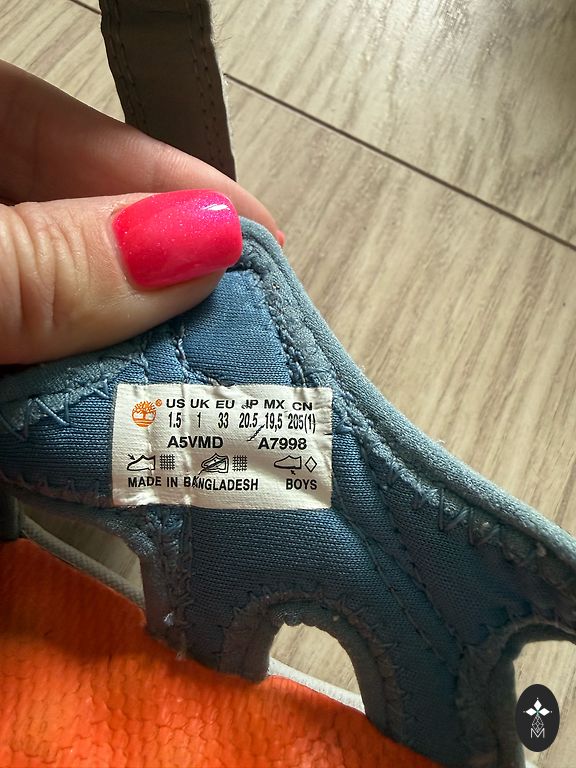 US UK EU JP MX CN
1.5 1 33 20.5 19,5 205(1)
A5VMD A7998
MADE IN BANGLADESH BOYS